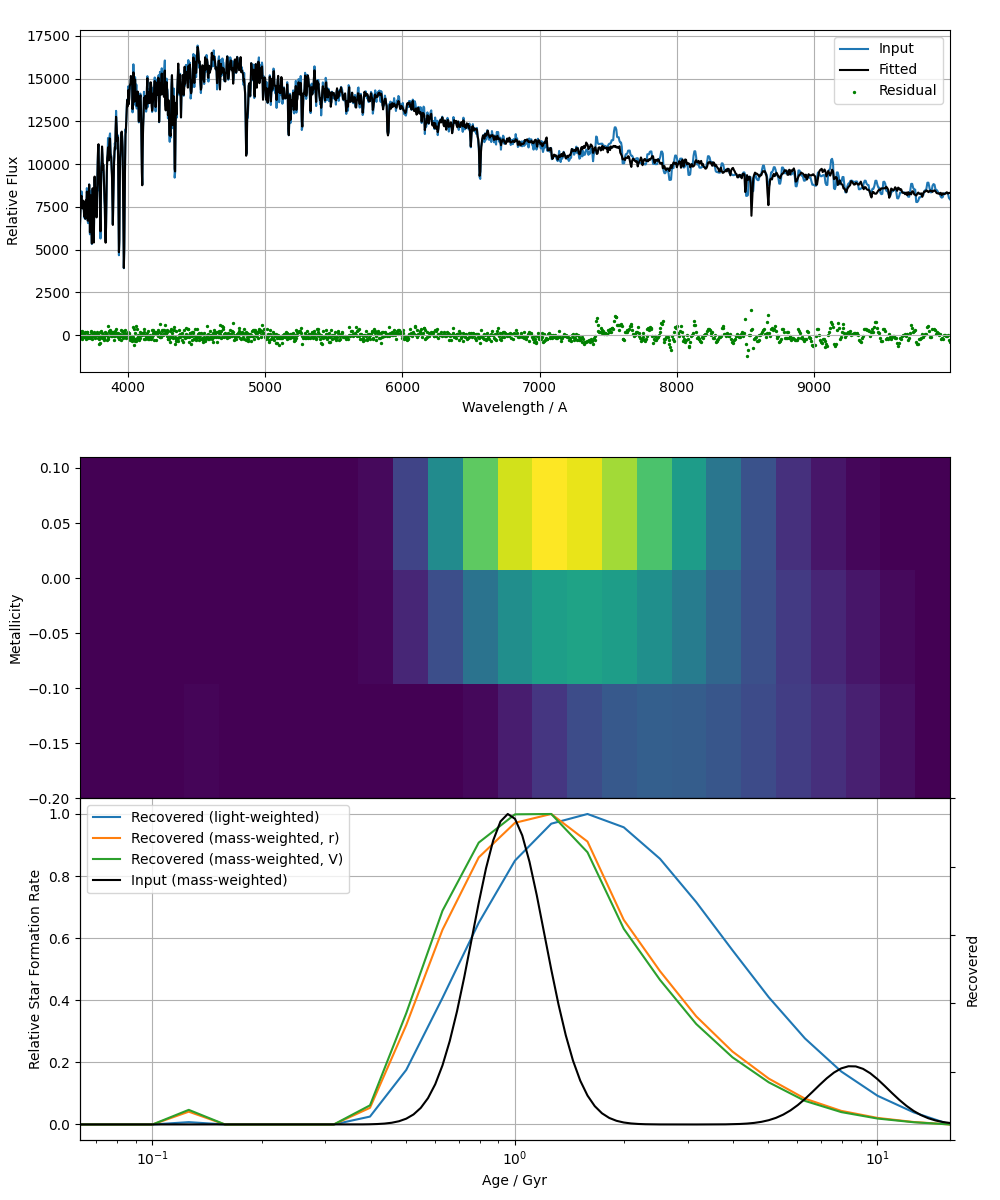 17500
15000
12500
10000
7500
5000
2500
0
Relative Flux
Input
Fitted
Residual
4000 5000 6000 7000 8000 9000
Wavelength / A
0.10
0.05
0.00
−0.05
−0.10
−0.15
−0.20
Metallicity
1.0
0.8
0.6
0.4
0.2
0.0
Relative Star Formation Rate
Recovered (light-weighted)
Recovered (mass-weighted, r)
Recovered (mass-weighted, V)
Input (mass-weighted)
Recovered
10⁻¹ 10⁰ 10¹
Age / Gyr